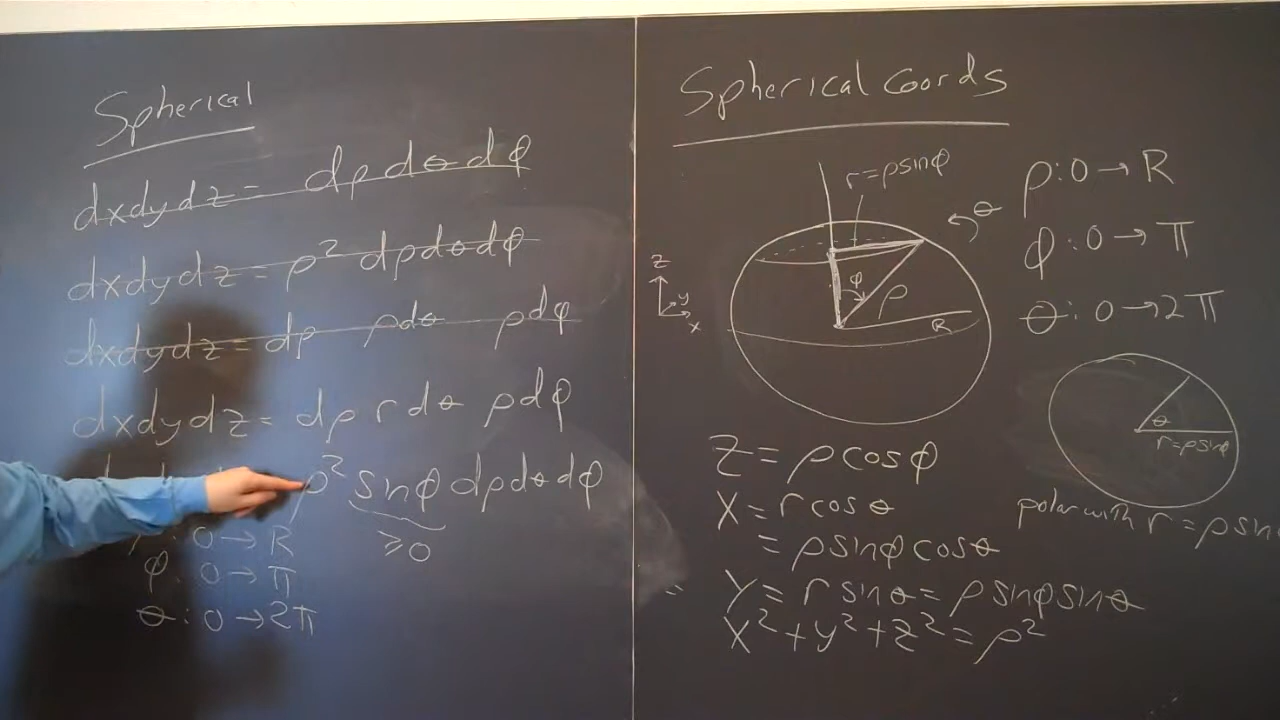 Spherical
dxdydz = dρdθdφ
dxdydz = ρ² dρdθdφ
dxdydz = dρ ρdθ ρdφ
dxdydz = dρ rdθ ρdφ
ρ² sinφ dρdθdφ
≥0
ρ: 0→R
φ: 0→π
θ: 0→2π
Spherical Coords
r=ρsinφ
θ
ρ: 0→R
φ: 0→π
θ: 0→2π
z
y
x
φ
ρ
R
θ
r=ρsinφ
polar with r = ρsin
z = ρcosφ
x = rcosθ
= ρsinφcosθ
y = rsinθ = ρsinφsinθ
x²+y²+z² = ρ²